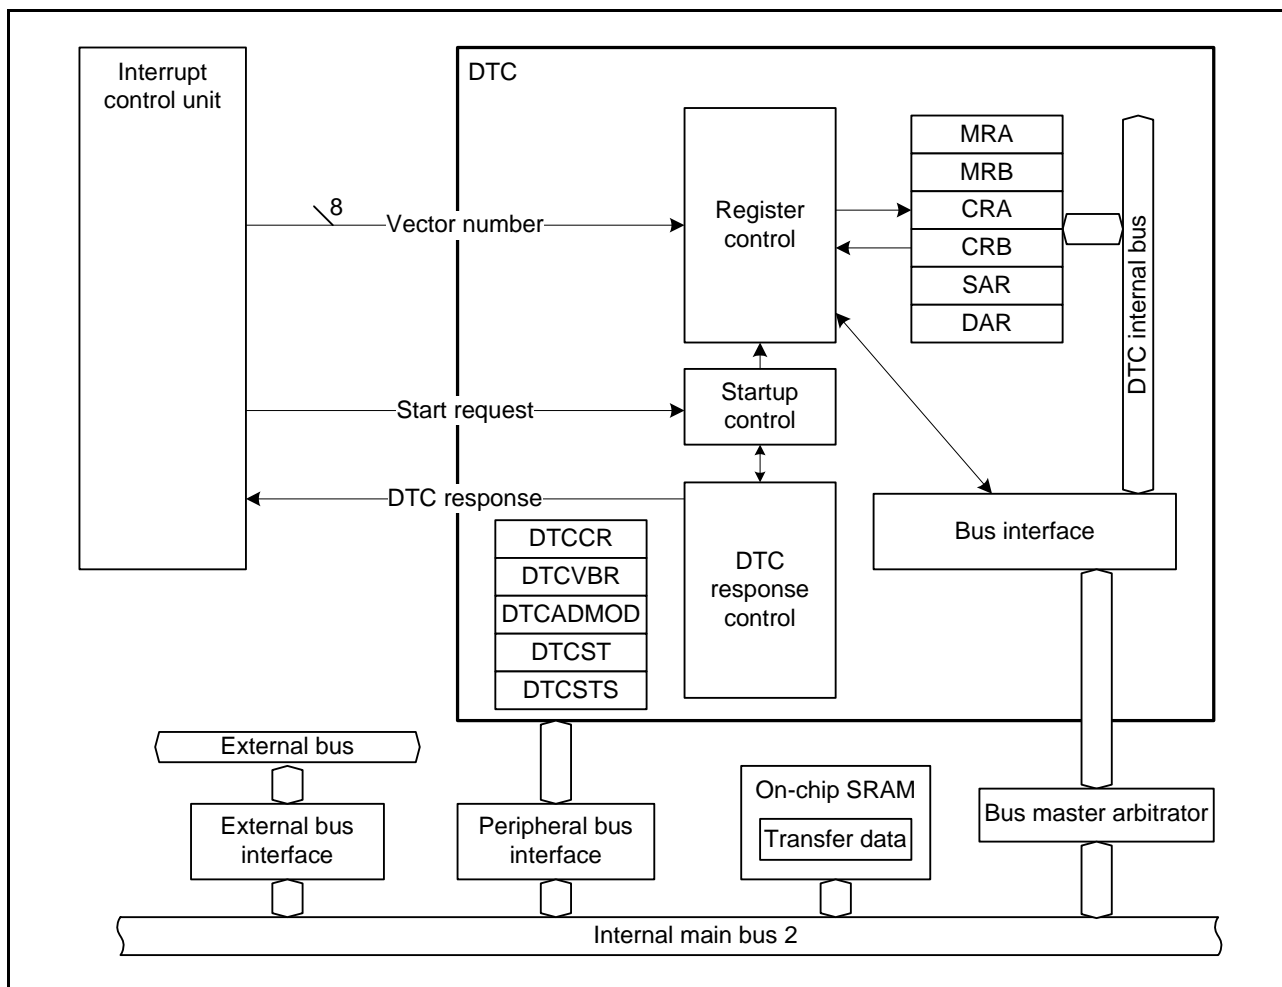 Interrupt
control unit
DTC
8
Vector number
Register
control
MRA
MRB
CRA
CRB
SAR
DAR
DTC internal bus
Start request
Startup
control
DTC response
DTC
response
control
Bus interface
DTCCR
DTCVBR
DTCADMOD
DTCST
DTCSTS
External bus
External bus
interface
Peripheral bus
interface
On-chip SRAM
Transfer data
Bus master arbitrator
Internal main bus 2